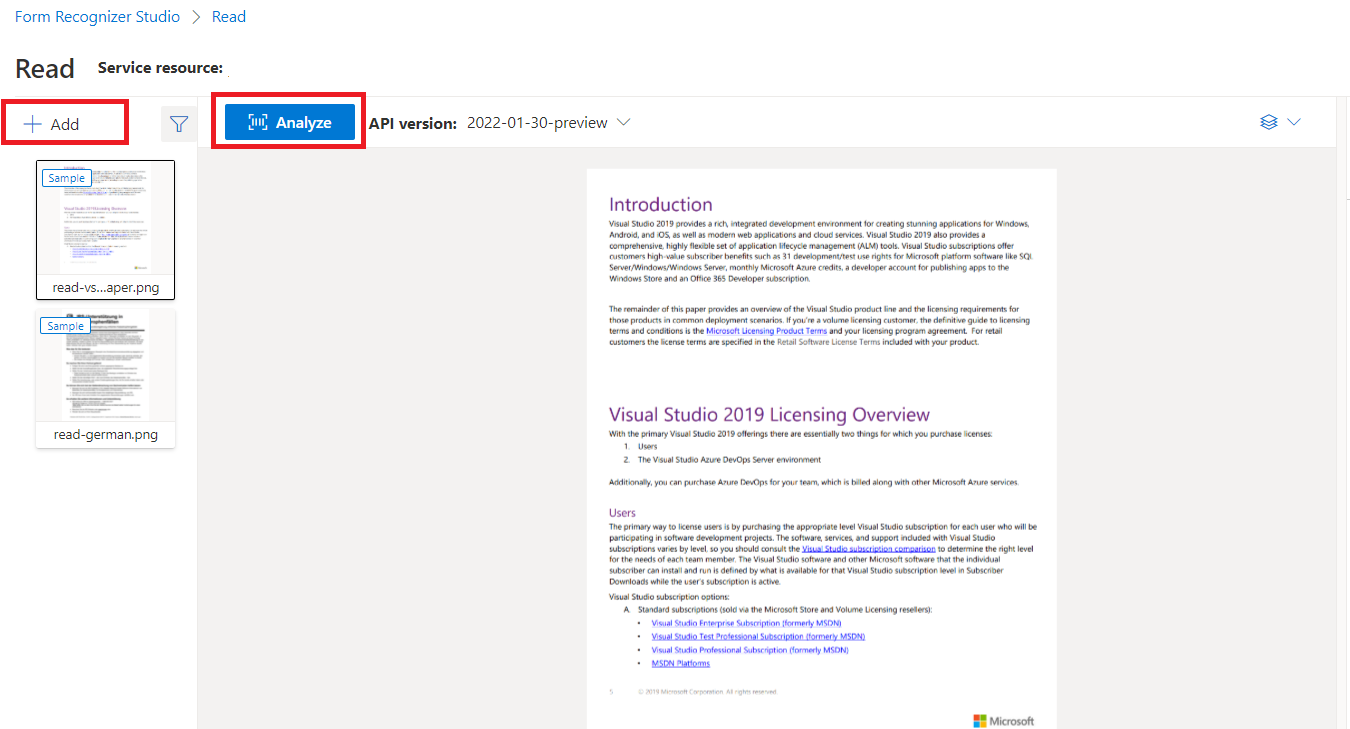 Form Recognizer Studio > Read
Read
Service resource:
Add
Analyze
API version: 2022-01-30-preview
Sample
read-vs...aper.png
Sample
read-german.png
Introduction
Visual Studio 2019 provides a rich, integrated development environment for creating stunning applications for Windows,
Android, and iOS, as well as modern web applications and cloud services. Visual Studio 2019 also provides a
comprehensive, highly flexible set of application lifecycle management (ALM) tools. Visual Studio subscriptions offer
customers high-value subscriber benefits such as 31 development/test use rights for Microsoft platform software like SQL
Server/Windows/Windows Server, monthly Microsoft Azure credits, a developer account for publishing apps to the
Windows Store and an Office 365 Developer subscription.
The remainder of this paper provides an overview of the Visual Studio product line and the licensing requirements for
those products in common deployment scenarios. If you're a volume licensing customer, the definitive guide to licensing
terms and conditions is the Microsoft Licensing Product Terms and your licensing program agreement. For retail
customers the license terms are specified in the Retail Software License Terms included with your product.
Visual Studio 2019 Licensing Overview
With the primary Visual Studio 2019 offerings there are essentially two things for which you purchase licenses:
1. Users
2. The Visual Studio Azure DevOps Server environment
Additionally, you can purchase Azure DevOps for your team, which is billed along with other Microsoft Azure services.
Users
The primary way to license users is by purchasing the appropriate level Visual Studio subscription for each user who will be
participating in software development projects. The software, services, and support included with Visual Studio
subscriptions varies by level, so you should consult the Visual Studio subscription comparison to determine the right level
for the needs of each team member. The Visual Studio software and other Microsoft software that the individual
subscriber can install and run is defined by what is available for that Visual Studio subscription level in Subscriber
Downloads while the user's subscription is active.
Visual Studio subscription options:
A. Standard subscriptions (sold via the Microsoft Store and Volume Licensing resellers):
• Visual Studio Enterprise Subscription (formerly MSDN)
• Visual Studio Test Professional Subscription (formerly MSDN)
• Visual Studio Professional Subscription (formerly MSDN)
• MSDN Platforms
5 © 2019 Microsoft Corporation. All rights reserved
Microsoft